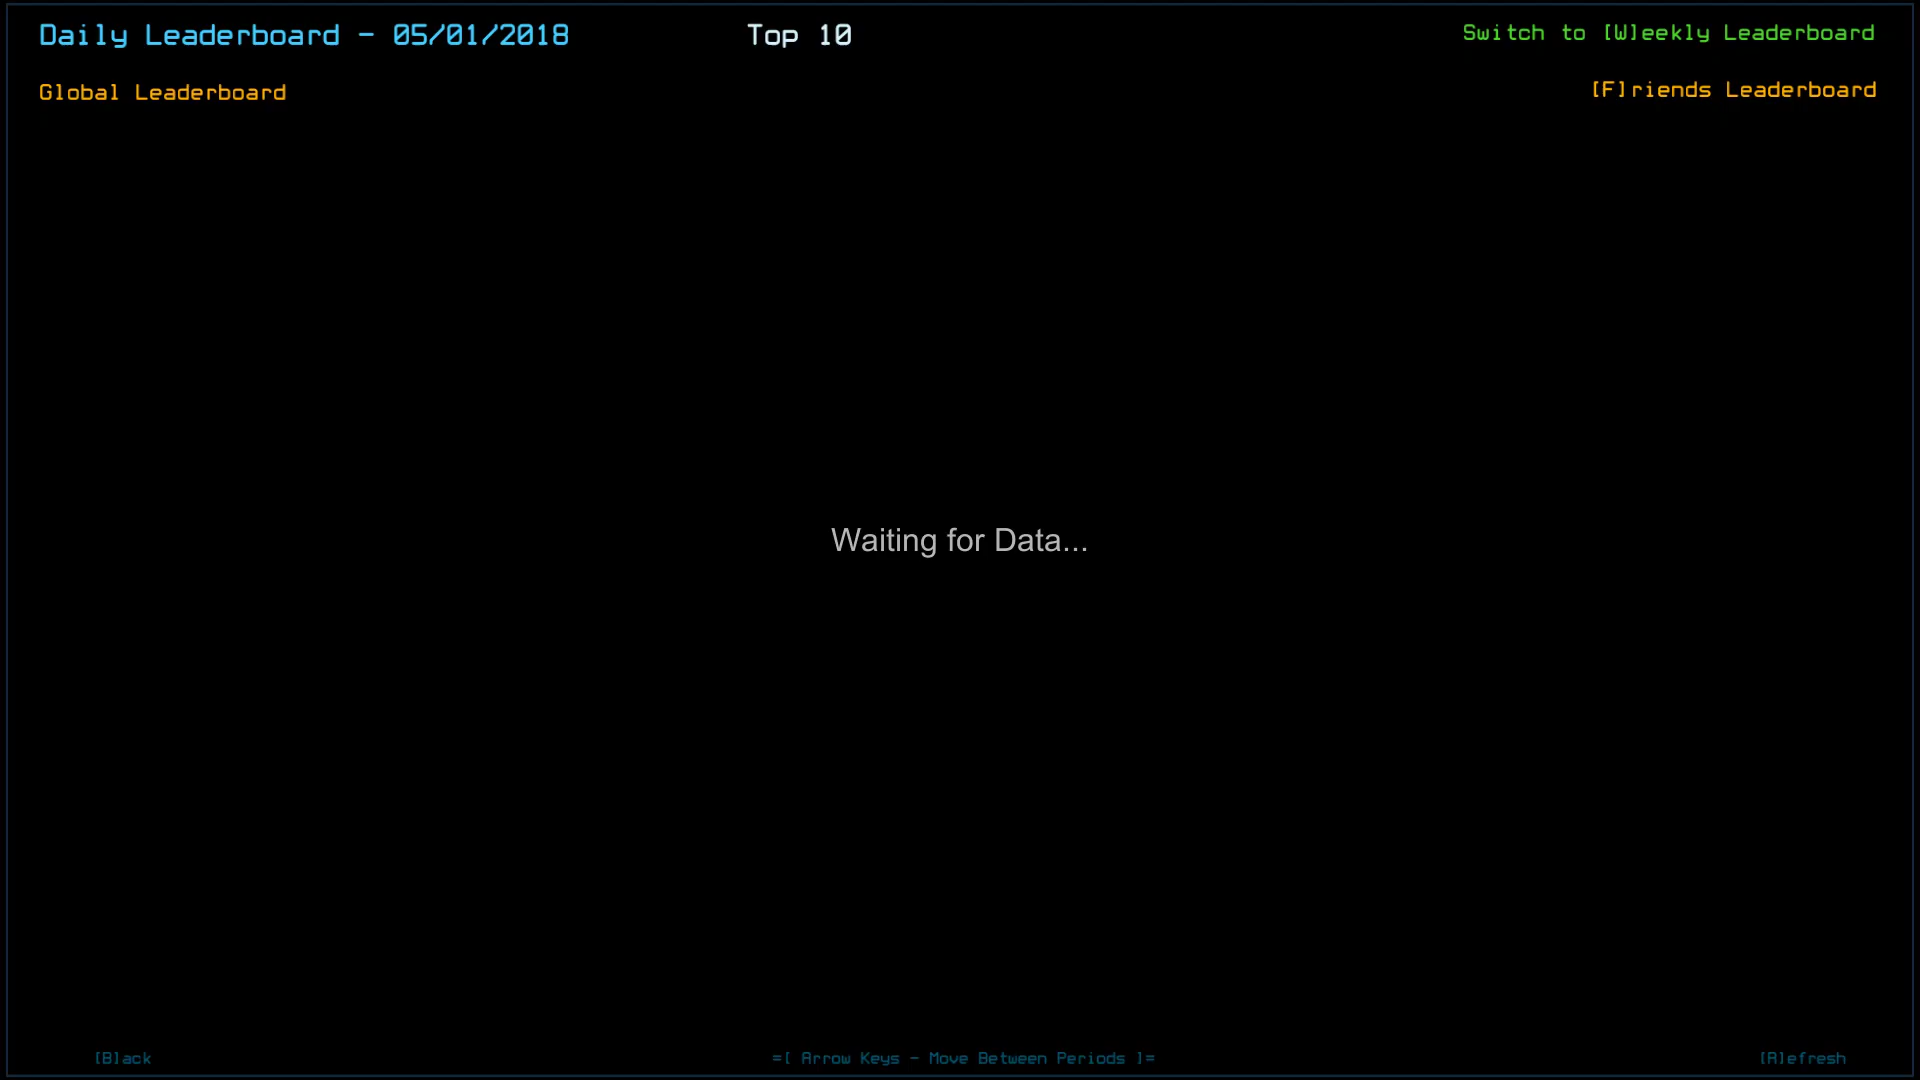 Daily Leaderboard - 05/01/2018
Top 10
Switch to [W]eekly Leaderboard
Global Leaderboard
[F]riends Leaderboard
Waiting for Data...
[B]ack
=[ Arrow Keys - Move Between Periods ]=
[R]efresh